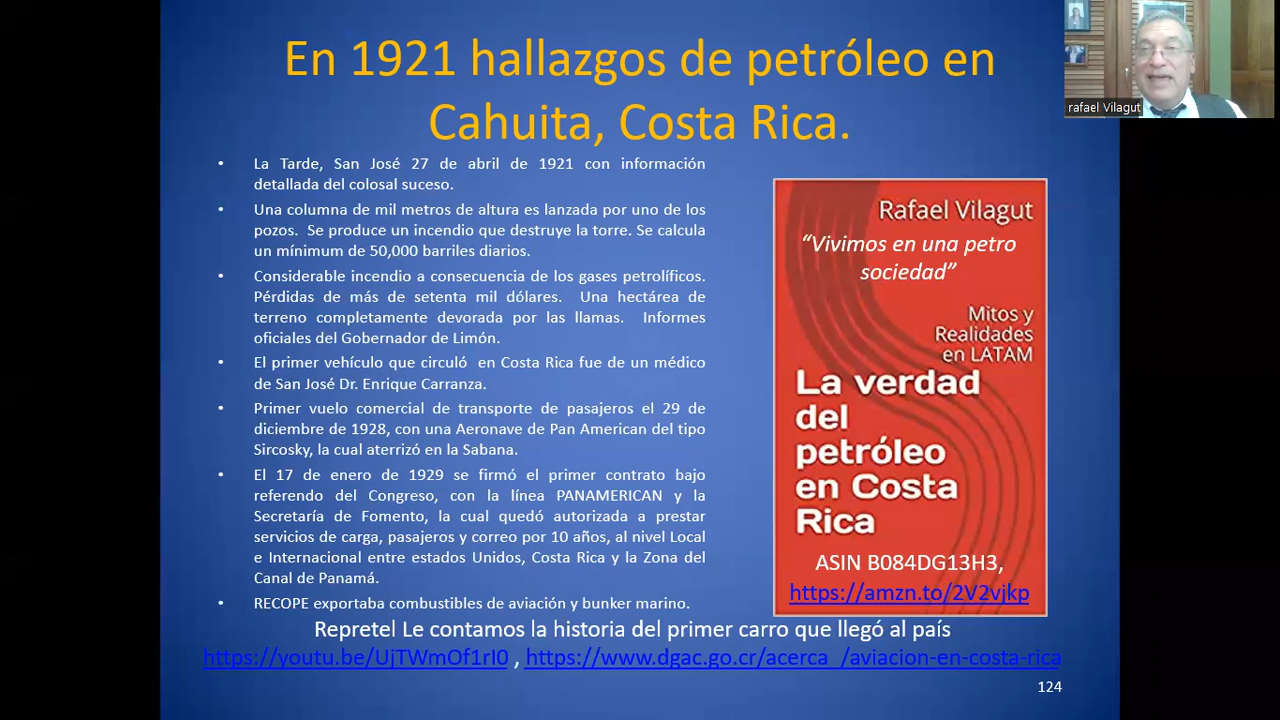 En 1921 hallazgos de petróleo en
Cahuita, Costa Rica.
rafael Vilagut
• La Tarde, San José 27 de abril de 1921 con información
detallada del colosal suceso.
• Una columna de mil metros de altura es lanzada por uno de los
pozos. Se produce un incendio que destruye la torre. Se calcula
un mínimum de 50,000 barriles diarios.
• Considerable incendio a consecuencia de los gases petrolíficos.
Pérdidas de más de setenta mil dólares. Una hectárea de
terreno completamente devorada por las llamas. Informes
oficiales del Gobernador de Limón.
• El primer vehículo que circuló en Costa Rica fue de un médico
de San José Dr. Enrique Carranza.
• Primer vuelo comercial de transporte de pasajeros el 29 de
diciembre de 1928, con una Aeronave de Pan American del tipo
Sircosky, la cual aterrizó en la Sabana.
• El 17 de enero de 1929 se firmó el primer contrato bajo
referendo del Congreso, con la línea PANAMERICAN y la
Secretaría de Fomento, la cual quedó autorizada a prestar
servicios de carga, pasajeros y correo por 10 años, al nivel Local
e Internacional entre estados Unidos, Costa Rica y la Zona del
Canal de Panamá.
• RECOPE exportaba combustibles de aviación y bunker marino.
Rafael Vilagut
“Vivimos en una petro
sociedad”
Mitos y
Realidades
en LATAM
La verdad
del
petróleo
en Costa
Rica
ASIN B084DG13H3,
https://amzn.to/2V2vjkp
Repretel Le contamos la historia del primer carro que llegó al país
https://youtu.be/UjTWmOf1rI0 , https://www.dgac.go.cr/acerca_/aviacion-en-costa-rica
124